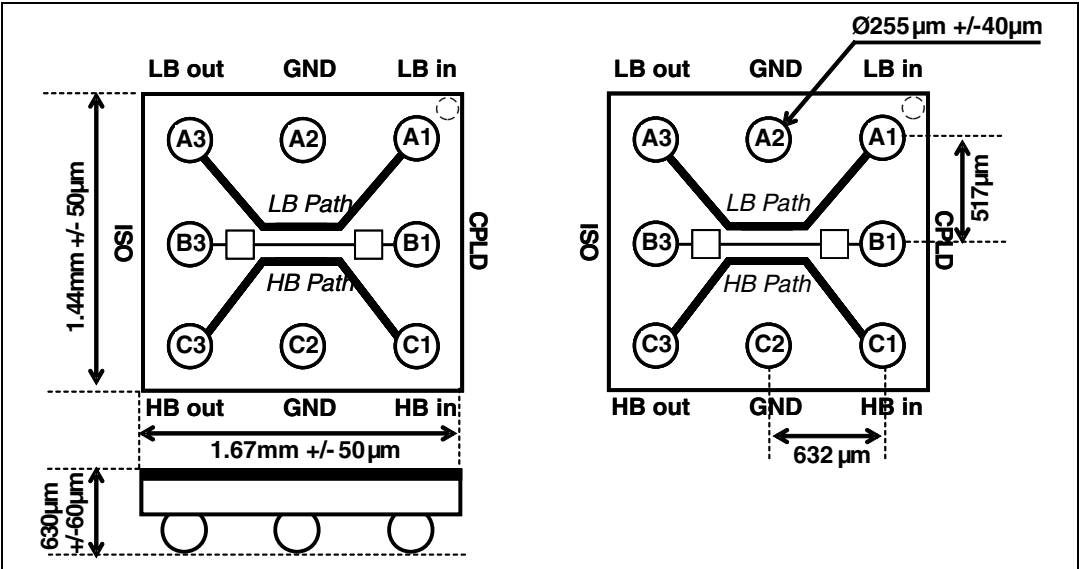 Ø255µm +/-40µm
LB out GND LB in
LB out GND LB in
A3 A2 A1
A3 A2 A1
1.44mm +/- 50µm
517µm
LB Path
LB Path
ISO B3 B1 CPLD
ISO B3 B1 CPLD
HB Path
HB Path
C3 C2 C1
C3 C2 C1
HB out GND HB in
HB out GND HB in
1.67mm +/- 50µm
632 µm
630µm
+/-60µm